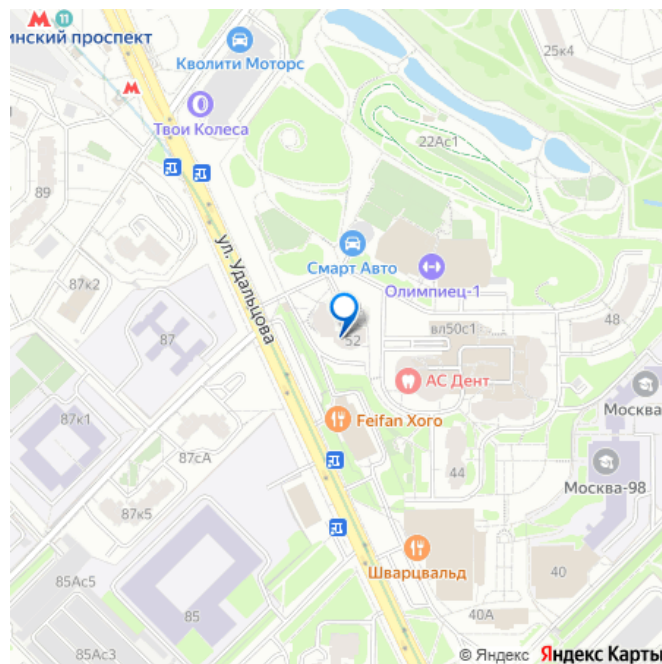 11
инский проспект
Кволити Моторс
25к4
Твои Колеса
22Ас1
89
ул. Удальцова
Смарт Авто
Олимпиец-1
87к2
вл50с1
48
87
52
АС Дент
Feifan Хого
Москва
87к1
87сА
44
Москва-98
87к5
Шварцвальд
40
85Ас5
85
40А
85Ас3
© Яндекс Яндекс Карты